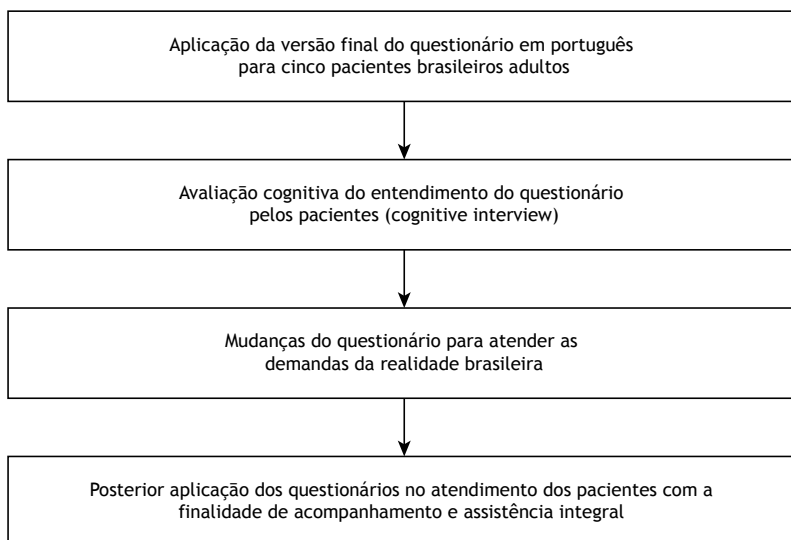 Aplicação da versão final do questionário em português
para cinco pacientes brasileiros adultos
Avaliação cognitiva do entendimento do questionário
pelos pacientes (cognitive interview)
Mudanças do questionário para atender as
demandas da realidade brasileira
Posterior aplicação dos questionários no atendimento dos pacientes com a
finalidade de acompanhamento e assistência integral